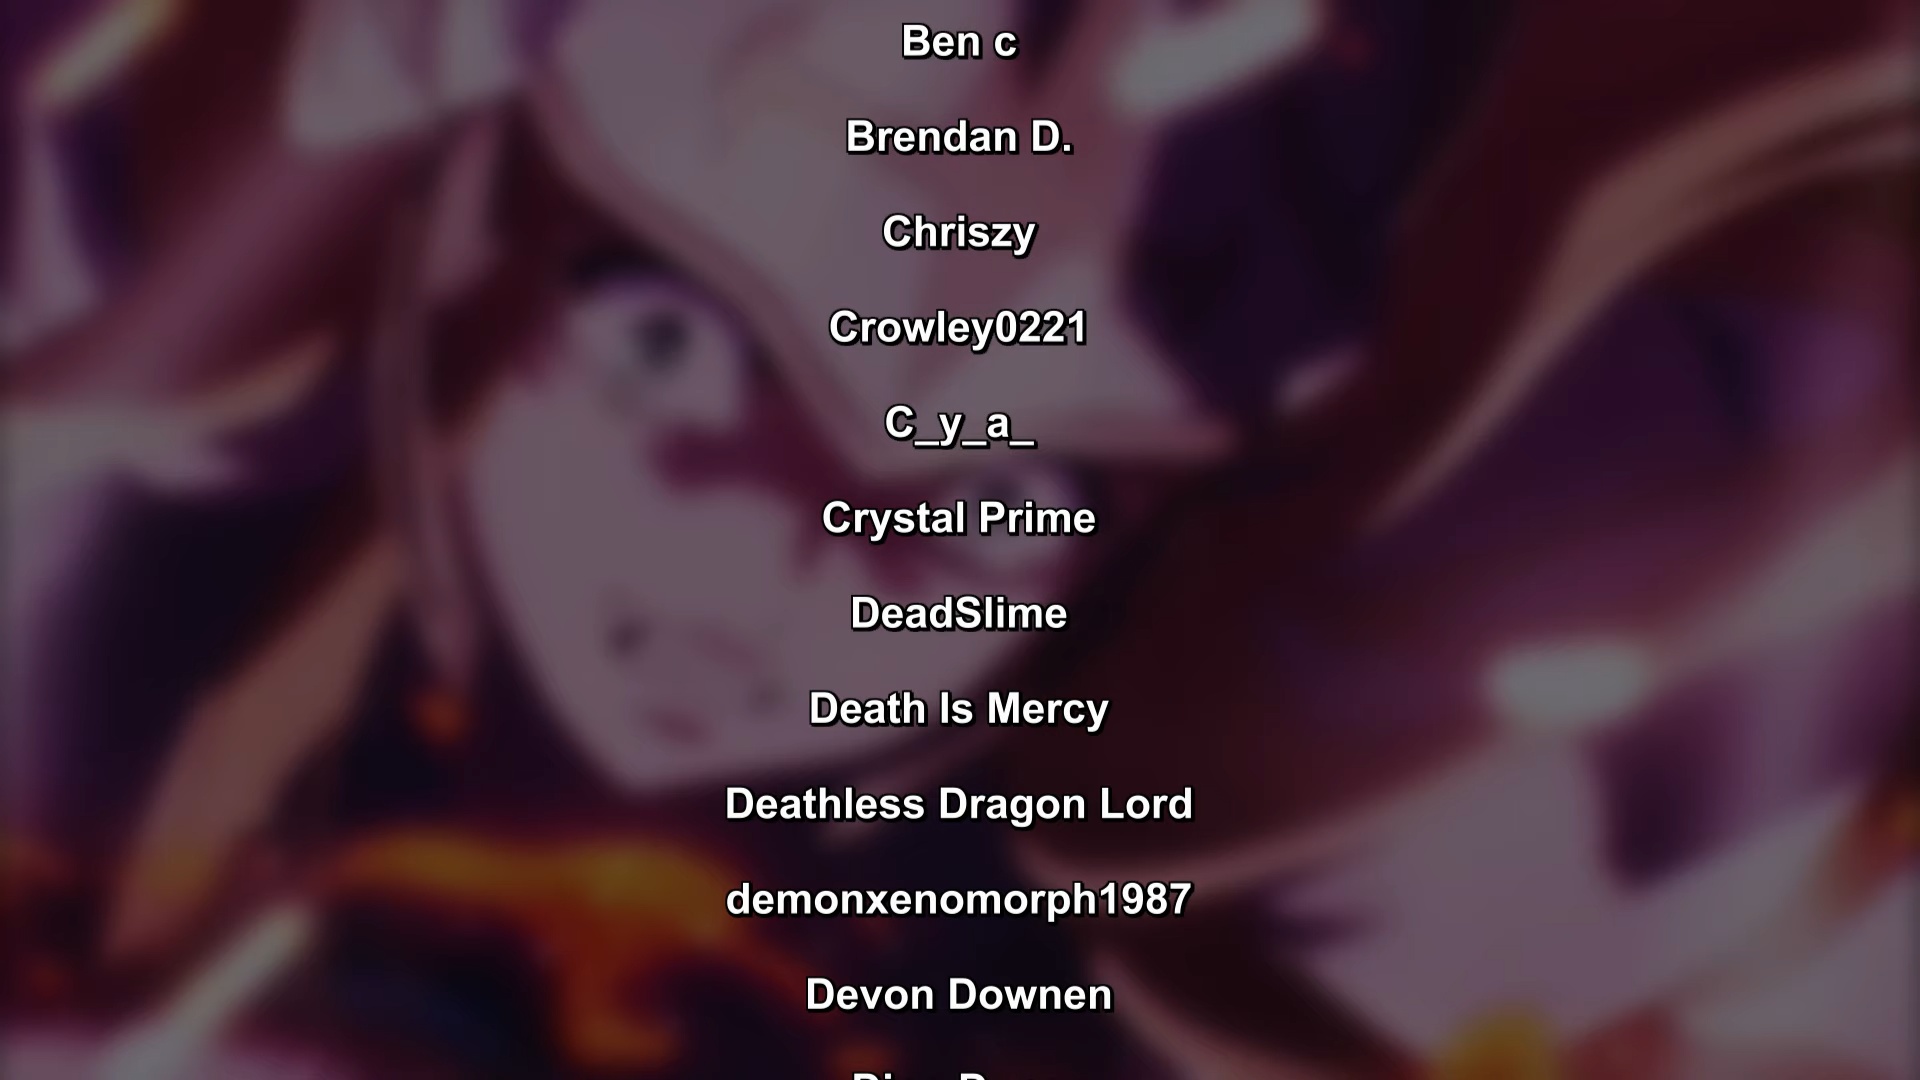 Ben c
Brendan D.
Chriszy
Crowley0221
C_y_a_
Crystal Prime
DeadSlime
Death Is Mercy
Deathless Dragon Lord
demonxenomorph1987
Devon Downen